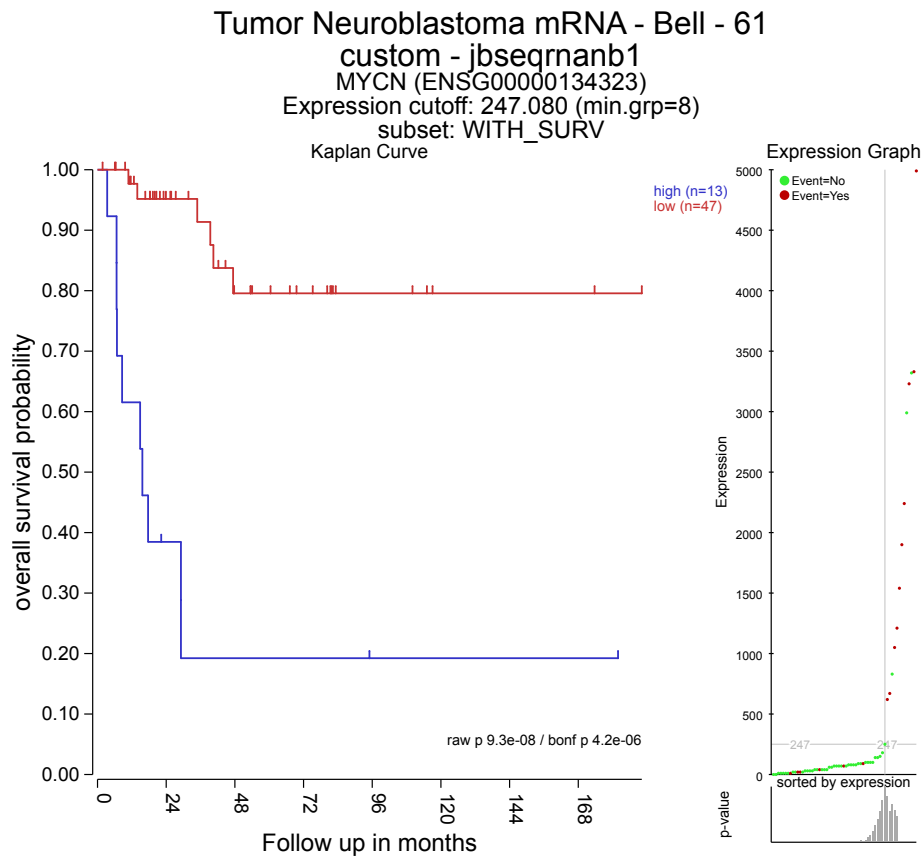 Tumor Neuroblastoma mRNA - Bell - 61
custom - jbseqrnanb1
MYCN (ENSG00000134323)
Expression cutoff: 247.080 (min.grp=8)
subset: WITH_SURV
Kaplan Curve
1.00
0.90
0.80
0.70
0.60
0.50
0.40
0.30
0.20
0.10
0.00
overall survival probability
high (n=13)
low (n=47)
raw p 9.3e-08 / bonf p 4.2e-06
0
24
48
72
96
120
144
168
Follow up in months
Expression Graph
Event=No
Event=Yes
5000
4500
4000
3500
3000
2500
2000
1500
1000
500
0
Expression
247
247
sorted by expression
p-value